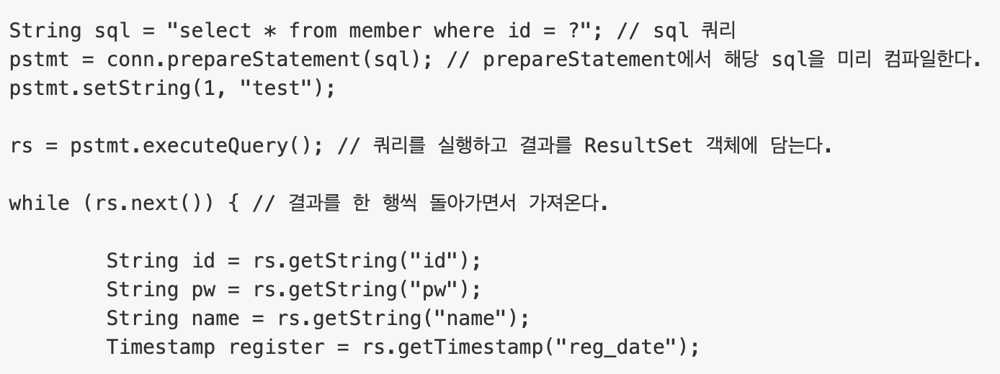 String sql = "select * from member where id = ?"; // sql 쿼리
pstmt = conn.prepareStatement(sql); // prepareStatement에서 해당 sql을 미리 컴파일한다.
pstmt.setString(1, "test");
rs = pstmt.executeQuery(); // 쿼리를 실행하고 결과를 ResultSet 객체에 담는다.
while (rs.next()) { // 결과를 한 행씩 돌아가면서 가져온다.
String id = rs.getString("id");
String pw = rs.getString("pw");
String name = rs.getString("name");
Timestamp register = rs.getTimestamp("reg_date");